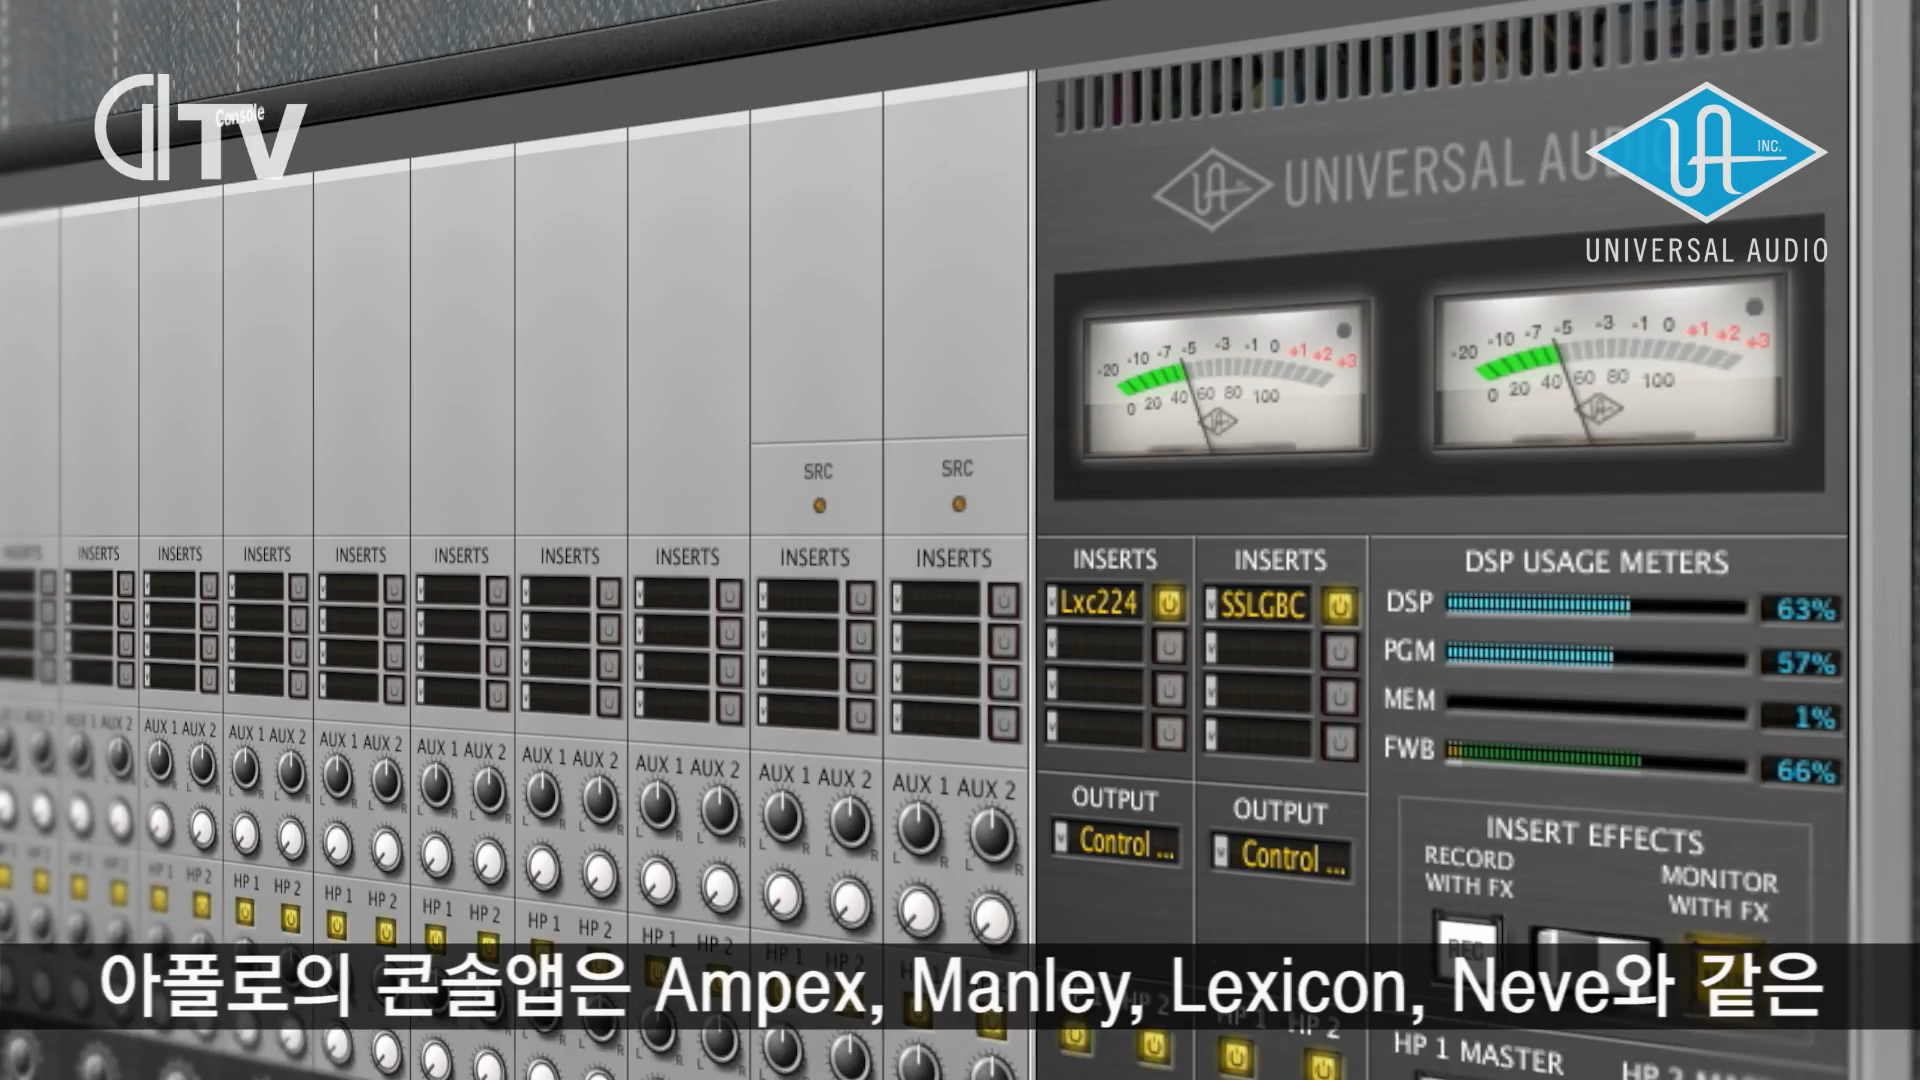 GITV
Console
UA INC.
UNIVERSAL AUDIO
UNIVERSAL AU
-20 -10 -7 -5 -3 -1 0 +1 +2 +3
0 20 40 60 80 100
-20 -10 -7 -5 -3 -1 0 +1 +2 +3
0 20 40 60 80 100
SRC SRC
INSERTS INSERTS INSERTS INSERTS INSERTS INSERTS INSERTS INSERTS INSERTS INSERTS
INSERTS INSERTS
Lxc224 SSLGBC
DSP USAGE METERS
DSP 63%
PGM 57%
MEM 1%
FWB 66%
AUX 1 AUX 2 AUX 1 AUX 2 AUX 1 AUX 2 AUX 1 AUX 2 AUX 1 AUX 2 AUX 1 AUX 2 AUX 1 AUX 2 AUX 1 AUX 2 AUX 1 AUX 2
L R L R L R L R L R L R L R
OUTPUT OUTPUT
Control ... Control ...
INSERT EFFECTS
RECORD
WITH FX
MONITOR
WITH FX
REC
HP 1 HP 2 HP 1 HP 2 HP 1 HP 2 HP 1 HP 2 HP 1 HP 2 HP 1 HP 2 HP 1 HP 2
아폴로의 콘솔앱은 Ampex, Manley, Lexicon, Neve와 같은
HP 1 HP 2
HP 1 MASTER